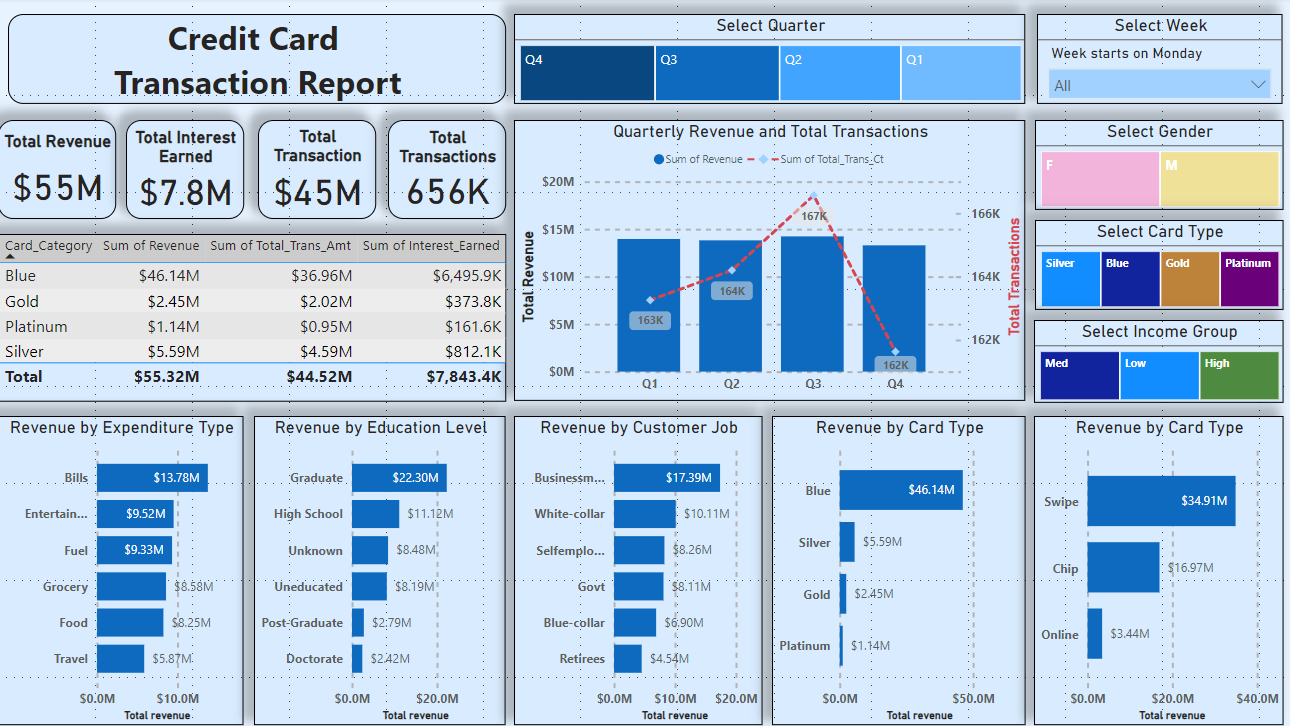 Credit Card
Transaction Report
Select Quarter
Q4
Q3
Q2
Q1
Select Week
Week starts on Monday
All
Total Revenue
$55M
Total Interest
Earned
$7.8M
Total
Transaction
$45M
Total
Transactions
656K
Quarterly Revenue and Total Transactions
Sum of Revenue
Sum of Total_Trans_Ct
Total Revenue
$20M
$15M
$10M
$5M
$0M
163K
164K
167K
162K
Q1
Q2
Q3
Q4
166K
164K
162K
Total Transactions
Select Gender
F
M
Select Card Type
Silver
Blue
Gold
Platinum
Select Income Group
Med
Low
High
Card_Category Sum of Revenue Sum of Total_Trans_Amt Sum of Interest_Earned
Blue $46.14M $36.96M $6,495.9K
Gold $2.45M $2.02M $373.8K
Platinum $1.14M $0.95M $161.6K
Silver $5.59M $4.59M $812.1K
Total $55.32M $44.52M $7,843.4K
Revenue by Expenditure Type
Bills $13.78M
Entertain... $9.52M
Fuel $9.33M
Grocery $8.58M
Food $8.25M
Travel $5.87M
$0.0M $10.0M
Total revenue
Revenue by Education Level
Graduate $22.30M
High School $11.12M
Unknown $8.48M
Uneducated $8.19M
Post-Graduate $2.79M
Doctorate $2.42M
$0.0M $20.0M
Total revenue
Revenue by Customer Job
Businessm... $17.39M
White-collar $10.11M
Selfemplo... $8.26M
Govt $8.11M
Blue-collar $6.90M
Retirees $4.54M
$0.0M $10.0M $20.0M
Total revenue
Revenue by Card Type
Blue $46.14M
Silver $5.59M
Gold $2.45M
Platinum $1.14M
$0.0M $50.0M
Total revenue
Revenue by Card Type
Swipe $34.91M
Chip $16.97M
Online $3.44M
$0.0M $20.0M $40.0M
Total revenue